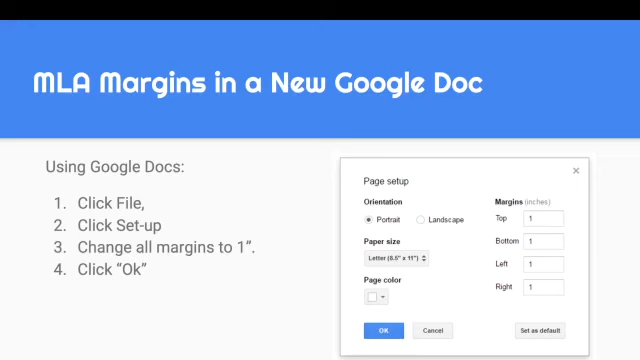 MLA Margins in a New Google Doc
Using Google Docs:
1. Click File,
2. Click Set-up
3. Change all margins to 1”.
4. Click “Ok”
Page setup
×
Orientation
Portrait
Landscape
Paper size
Letter (8.5" x 11")
Page color
Margins (inches)
Top 1
Bottom 1
Left 1
Right 1
OK
Cancel
Set as default